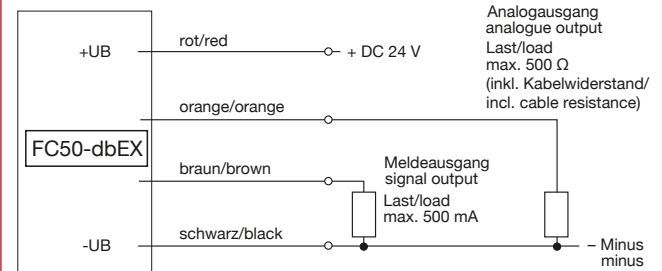 Analogausgang
analogue output
Last/load
max. 500 Ω
(inkl. Kabelwiderstand/
incl. cable resistance)
+UB
rot/red
+ DC 24 V
orange/orange
FC50-dbEX
braun/brown
Meldeausgang
signal output
Last/load
max. 500 mA
-UB
schwarz/black
– Minus
minus